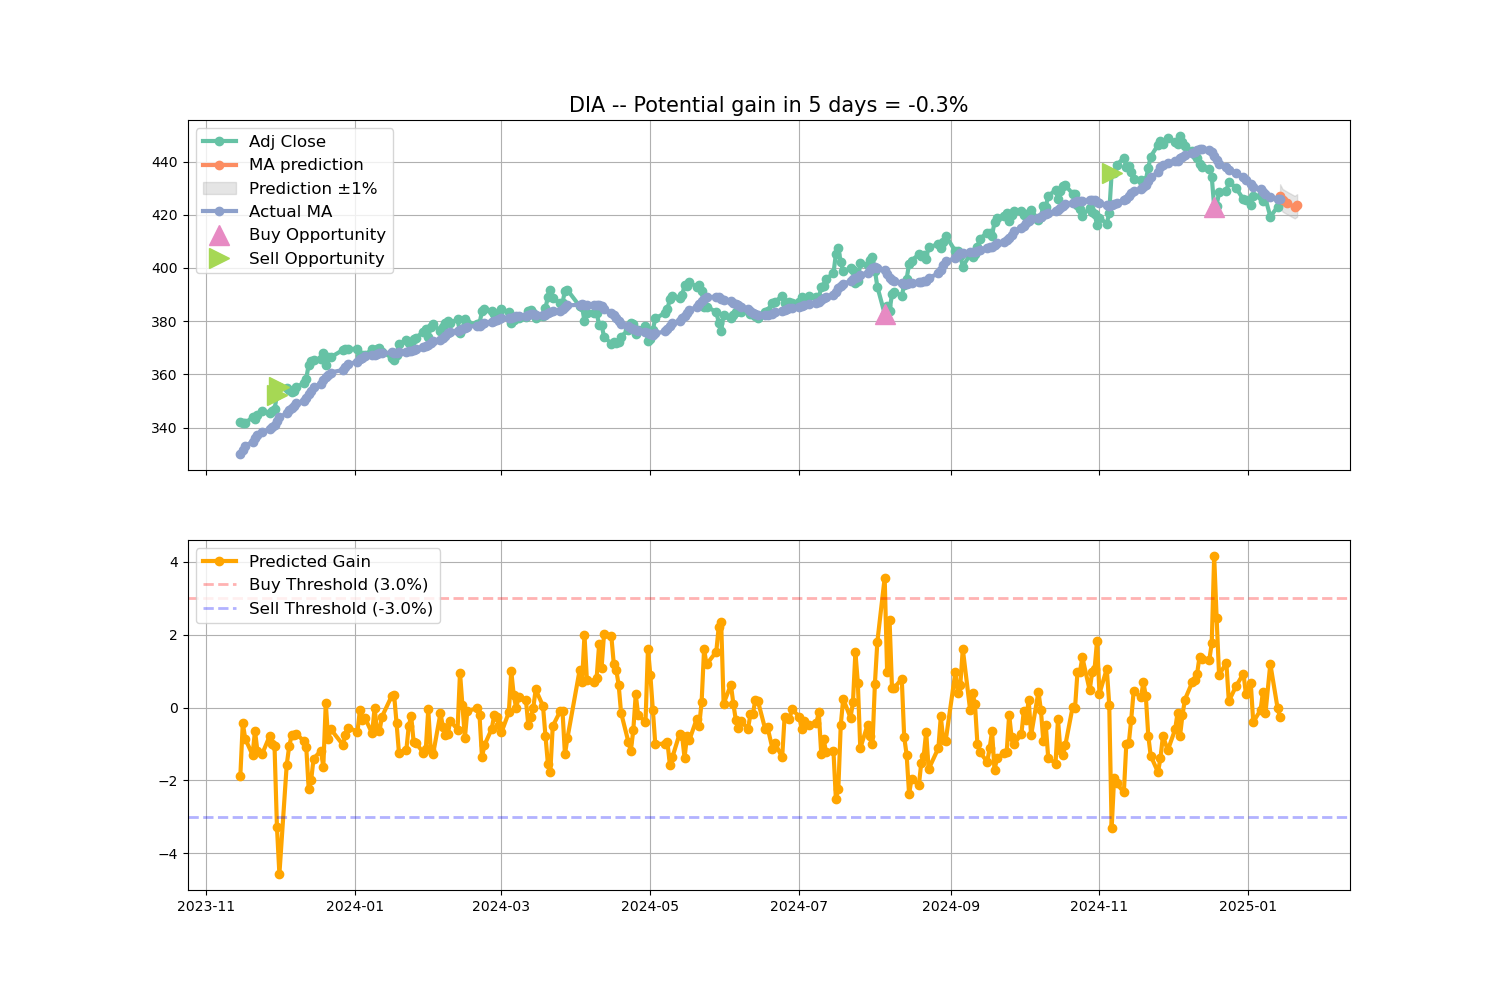 DIA -- Potential gain in 5 days = -0.3%
Adj Close
MA prediction
Prediction ±1%
Actual MA
Buy Opportunity
Sell Opportunity
440
420
400
380
360
340
Predicted Gain
Buy Threshold (3.0%)
Sell Threshold (-3.0%)
4
2
0
−2
−4
2023-11 2024-01 2024-03 2024-05 2024-07 2024-09 2024-11 2025-01